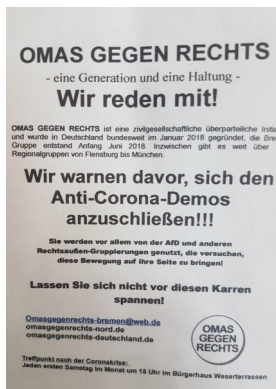 OMAS GEGEN RECHTS
- eine Generation und eine Haltung -
Wir reden mit!
OMAS GEGEN RECHTS ist eine zivilgesellschaftliche überparteiliche Initia
und wurde in Deutschland bundesweit im Januar 2018 gegründet, die Bre
Gruppe entstand Anfang Juni 2018. Inzwischen gibt es weit über
Regionalgruppen von Flensburg bis München.
Wir warnen davor, sich den
Anti-Corona-Demos
anzuschließen!!!
Sie werden vor allem von der AfD und anderen
Rechtsaußen-Gruppierungen genutzt, die versuchen,
diese Bewegung auf ihre Seite zu bringen!
Lassen Sie sich nicht vor diesen Karren
spannen!
Omasgegenrechts-bremen@web.de
omasgegenrechts-nord.de
omasgegenrechts-deutschland.de
OMAS
GEGEN
RECHTS
Treffpunkt nach der Coronakrise:
Jeden ersten Samstag im Monat um 16 Uhr im Bürgerhaus Weserterrassen